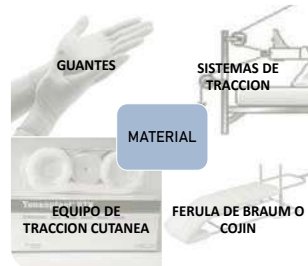 GUANTES
SISTEMAS DE
TRACCION
MATERIAL
EQUIPO DE
TRACCION CUTANEA
FERULA DE BRAUM O
COJIN